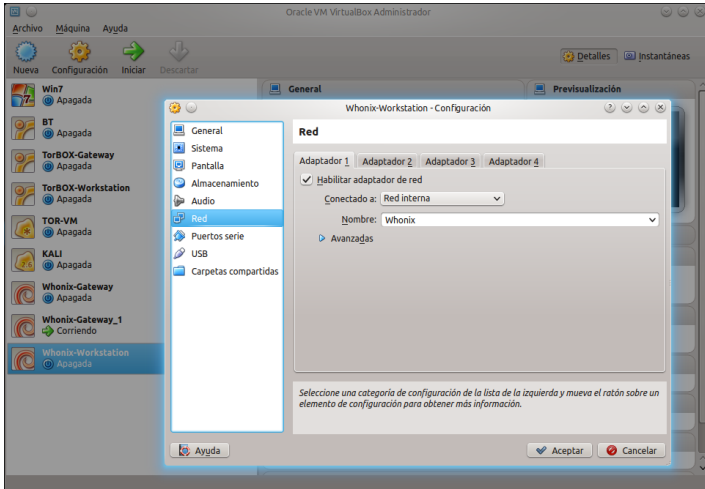 Oracle VM VirtualBox Administrador
Archivo Máquina Ayuda
Nueva Configuración Iniciar Descartar
Detalles Instantáneas
Win7
Apagada
BT
Apagada
TorBOX-Gateway
Apagada
TorBOX-Workstation
Apagada
TOR-VM
Apagada
KALI
Apagada
Whonix-Gateway
Apagada
Whonix-Gateway_1
Corriendo
Whonix-Workstation
Apagada
General
Previsualización
Whonix-Workstation - Configuración
General
Sistema
Pantalla
Almacenamiento
Audio
Red
Puertos serie
USB
Carpetas compartidas
Red
Adaptador 1 Adaptador 2 Adaptador 3 Adaptador 4
Habilitar adaptador de red
Conectado a: Red interna
Nombre: Whonix
Avanzadas
Seleccione una categoría de configuración de la lista de la izquierda y mueva el ratón sobre un
elemento de configuración para obtener más información.
Ayuda
Aceptar Cancelar